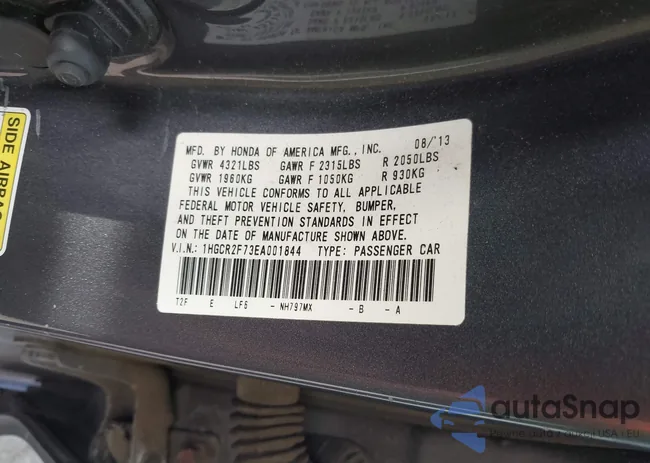 SIDE AIRBAG
MFD. BY HONDA OF AMERICA MFG., INC. 08/'13
GVWR 4321LBS GAWR F 2315LBS R 2050LBS
GVWR 1960KG GAWR F 1050KG R 930KG
THIS VEHICLE CONFORMS TO ALL APPLICABLE
FEDERAL MOTOR VEHICLE SAFETY, BUMPER,
AND THEFT PREVENTION STANDARDS IN EFFECT
ON THE DATE OF MANUFACTURE SHOWN ABOVE.
V.I.N.: 1HGCR2F73EA001844 TYPE: PASSENGER CAR
T2F E LF6 - NH797MX - B - A
autoSnap
USA | EU